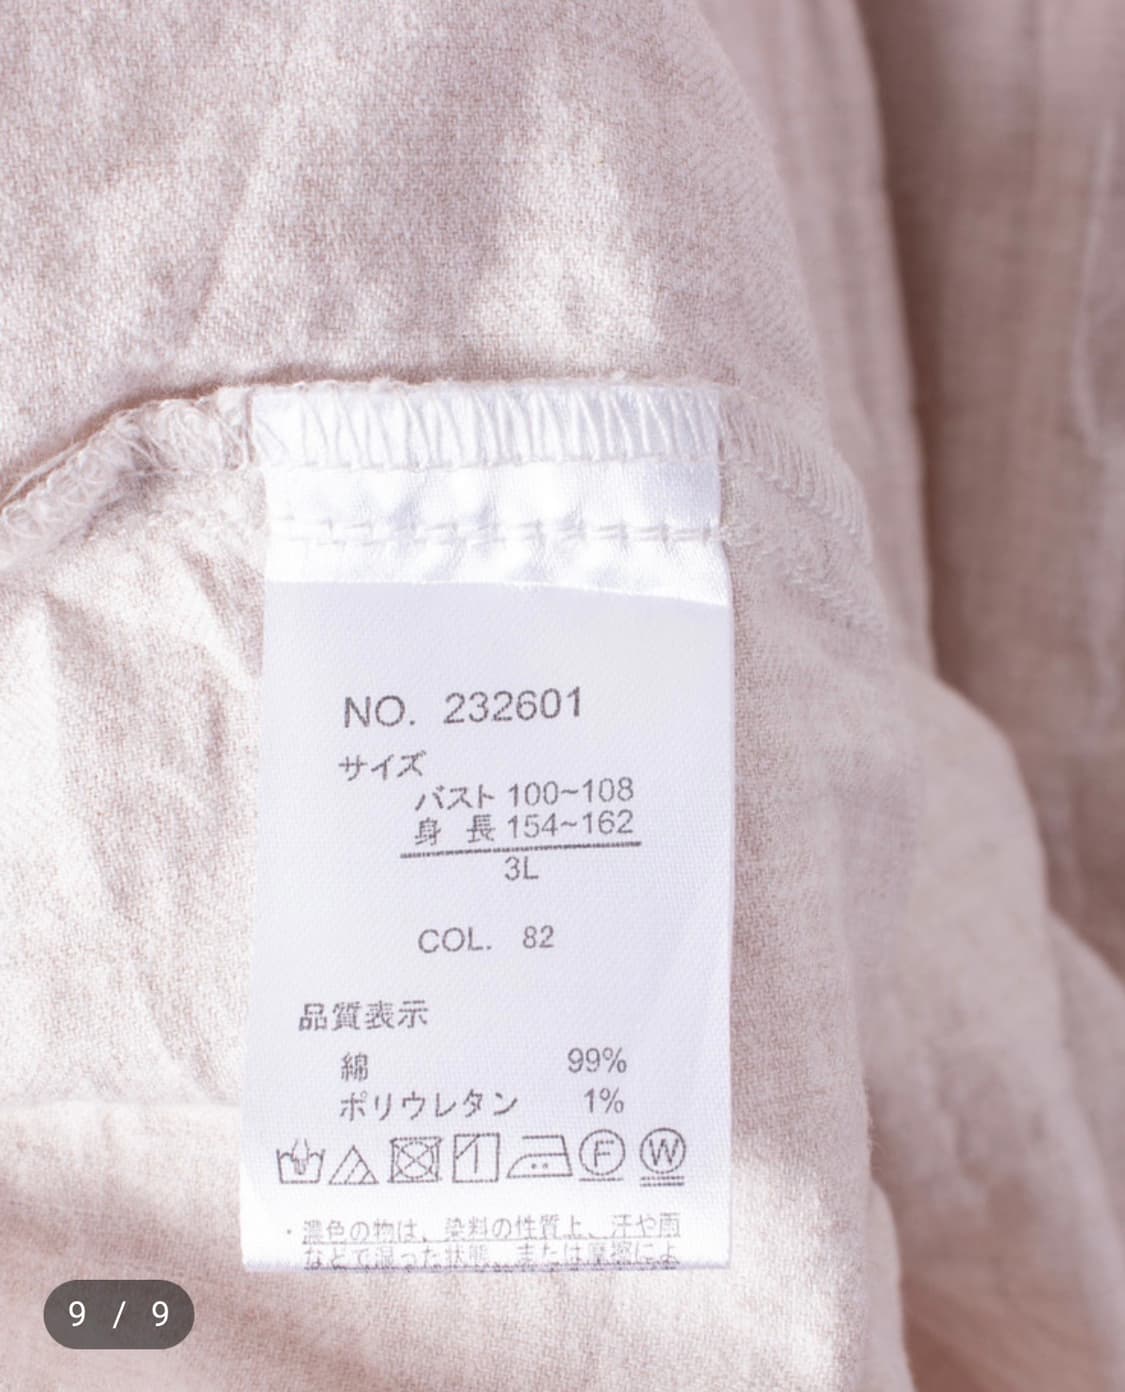 NO. 232601
サイズ
バスト 100~108
身 長 154~162
3L
COL. 82
品質表示
綿 99%
ポリウレタン 1%
F W
・濃色の物は、染料の性質上、汗や雨
などで湿った状態、または摩擦によ
9 / 9